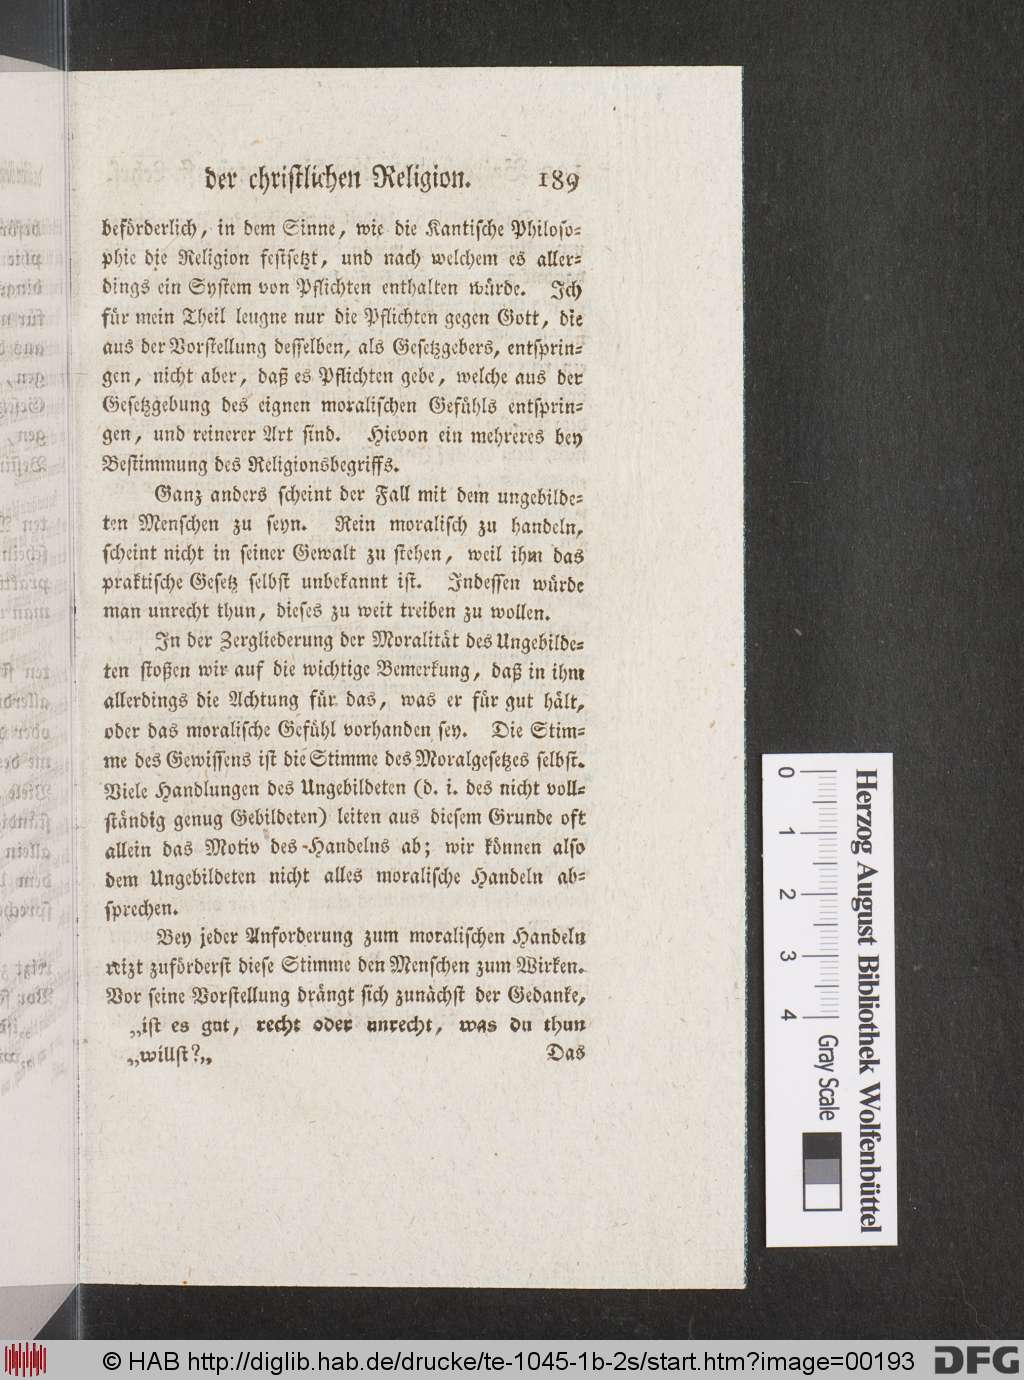 der christlichen Religion. 189
beförderlich, in dem Sinne, wie die Kantische Philoso-
phie die Religion festsetzt, und nach welchem es aller-
dings ein System von Pflichten enthalten würde. Ich
für mein Theil leugne nur die Pflichten gegen Gott, die
aus der Vorstellung desselben, als Gesetzgebers, entsprin-
gen, nicht aber, daß es Pflichten gebe, welche aus der
Gesetzgebung des eignen moralischen Gefühls entsprin-
gen, und reinerer Art sind. Hievon ein mehreres bey
Bestimmung des Religionsbegriffs.
Ganz anders scheint der Fall mit dem ungebilde-
ten Menschen zu seyn. Rein moralisch zu handeln,
scheint nicht in seiner Gewalt zu stehen, weil ihm das
praktische Gesetz selbst unbekannt ist. Indessen würde
man unrecht thun, dieses zu weit treiben zu wollen.
In der Zergliederung der Moralität des Ungebilde-
ten stoßen wir auf die wichtige Bemerkung, daß in ihm
allerdings die Achtung für das, was er für gut hält,
oder das moralische Gefühl vorhanden sey. Die Stim-
me des Gewissens ist die Stimme des Moralgesetzes selbst.
Viele Handlungen des Ungebildeten (d. i. des nicht voll-
ständig genug Gebildeten) leiten aus diesem Grunde oft
allein das Motiv des Handelns ab; wir können also
dem Ungebildeten nicht alles moralische Handeln ab-
sprechen.
Bey jeder Anforderung zum moralischen Handeln
reizt zuförderst diese Stimme den Menschen zum Wirken.
Vor seine Vorstellung drängt sich zunächst der Gedanke,
„ist es gut, recht oder unrecht, was du thun
„willst?„ Das
0 1 2 3 4 Gray Scale
Herzog August Bibliothek Wolfenbüttel
© HAB http://diglib.hab.de/drucke/te-1045-1b-2s/start.htm?image=00193 DFG